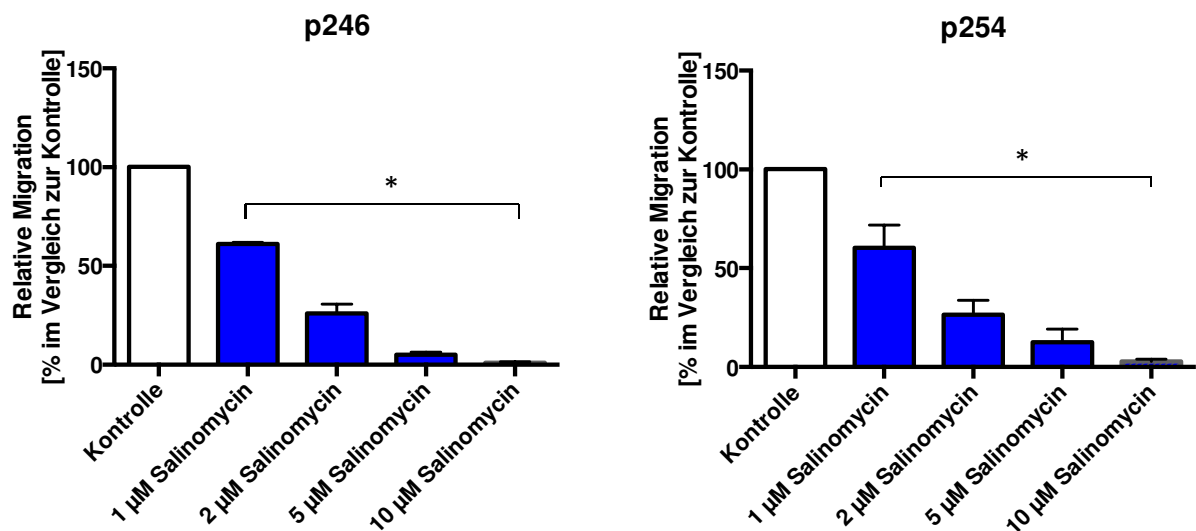 p246
Relative Migration
[% im Vergleich zur Kontrolle]
150
100
50
0
*
Kontrolle
1 µM Salinomycin
2 µM Salinomycin
5 µM Salinomycin
10 µM Salinomycin
p254
Relative Migration
[% im Vergleich zur Kontrolle]
150
100
50
0
*
Kontrolle
1 µM Salinomycin
2 µM Salinomycin
5 µM Salinomycin
10 µM Salinomycin